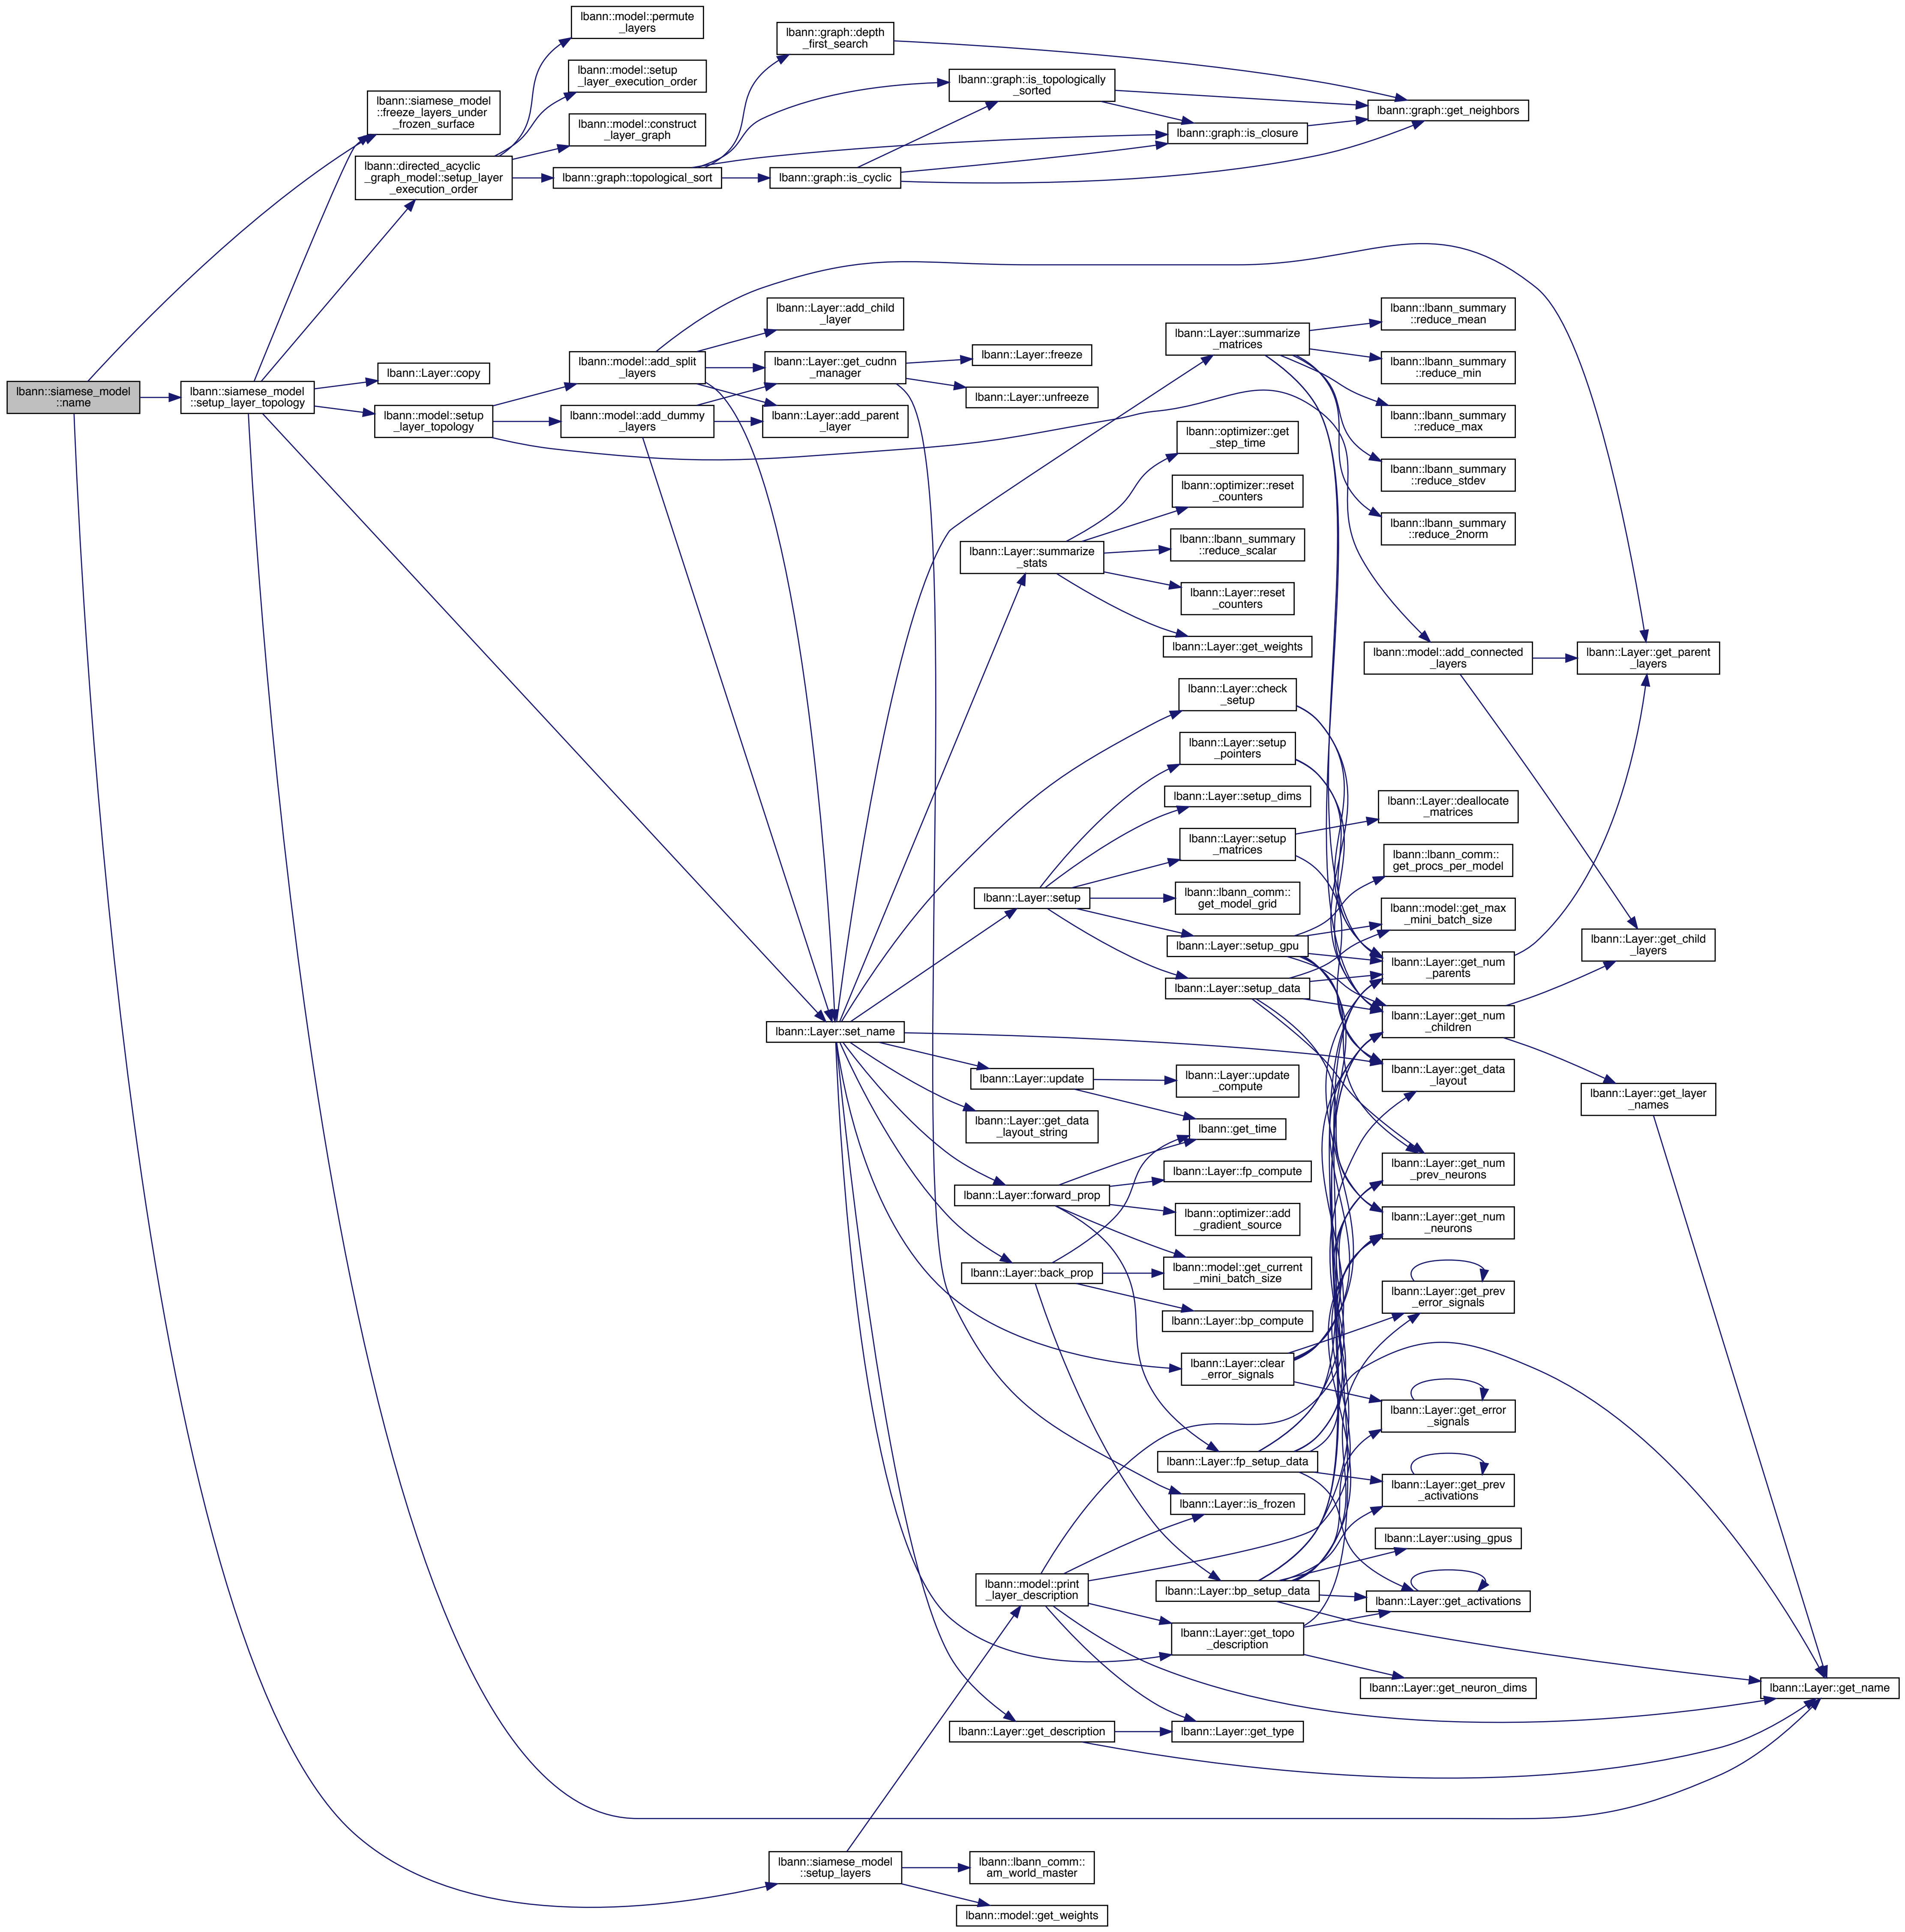 lbann::siamese_model
::name
lbann::siamese_model
::freeze_layers_under
_frozen_surface
lbann::siamese_model
::setup_layer_topology
lbann::directed_acyclic
_graph_model::setup_layer
_execution_order
lbann::Layer::copy
lbann::model::setup
_layer_topology
lbann::model::permute
_layers
lbann::model::setup
_layer_execution_order
lbann::model::construct
_layer_graph
lbann::graph::topological_sort
lbann::model::add_split
_layers
lbann::model::add_dummy
_layers
lbann::graph::depth
_first_search
lbann::graph::is_topologically
_sorted
lbann::graph::is_closure
lbann::graph::is_cyclic
lbann::graph::get_neighbors
lbann::Layer::add_child
_layer
lbann::Layer::get_cudnn
_manager
lbann::Layer::add_parent
_layer
lbann::Layer::freeze
lbann::Layer::unfreeze
lbann::Layer::set_name
lbann::siamese_model
::setup_layers
lbann::Layer::summarize
_stats
lbann::Layer::setup
lbann::Layer::update
lbann::Layer::get_data
_layout_string
lbann::Layer::forward_prop
lbann::Layer::back_prop
lbann::model::print
_layer_description
lbann::Layer::get_description
lbann::lbann_comm::
am_world_master
lbann::model::get_weights
lbann::Layer::summarize
_matrices
lbann::optimizer::get
_step_time
lbann::optimizer::reset
_counters
lbann::lbann_summary
::reduce_scalar
lbann::Layer::reset
_counters
lbann::Layer::get_weights
lbann::Layer::check
_setup
lbann::Layer::setup
_pointers
lbann::Layer::setup_dims
lbann::Layer::setup
_matrices
lbann::lbann_comm::
get_model_grid
lbann::Layer::setup_gpu
lbann::Layer::setup_data
lbann::Layer::update
_compute
lbann::get_time
lbann::Layer::fp_compute
lbann::optimizer::add
_gradient_source
lbann::model::get_current
_mini_batch_size
lbann::Layer::bp_compute
lbann::Layer::clear
_error_signals
lbann::Layer::fp_setup_data
lbann::Layer::is_frozen
lbann::Layer::bp_setup_data
lbann::Layer::get_topo
_description
lbann::Layer::get_type
lbann::lbann_summary
::reduce_mean
lbann::lbann_summary
::reduce_min
lbann::lbann_summary
::reduce_max
lbann::lbann_summary
::reduce_stdev
lbann::lbann_summary
::reduce_2norm
lbann::model::add_connected
_layers
lbann::Layer::deallocate
_matrices
lbann::lbann_comm::
get_procs_per_model
lbann::model::get_max
_mini_batch_size
lbann::Layer::get_num
_parents
lbann::Layer::get_num
_children
lbann::Layer::get_data
_layout
lbann::Layer::get_num
_prev_neurons
lbann::Layer::get_num
_neurons
lbann::Layer::get_prev
_error_signals
lbann::Layer::get_error
_signals
lbann::Layer::get_prev
_activations
lbann::Layer::using_gpus
lbann::Layer::get_activations
lbann::Layer::get_neuron_dims
lbann::Layer::get_parent
_layers
lbann::Layer::get_child
_layers
lbann::Layer::get_layer
_names
lbann::Layer::get_name